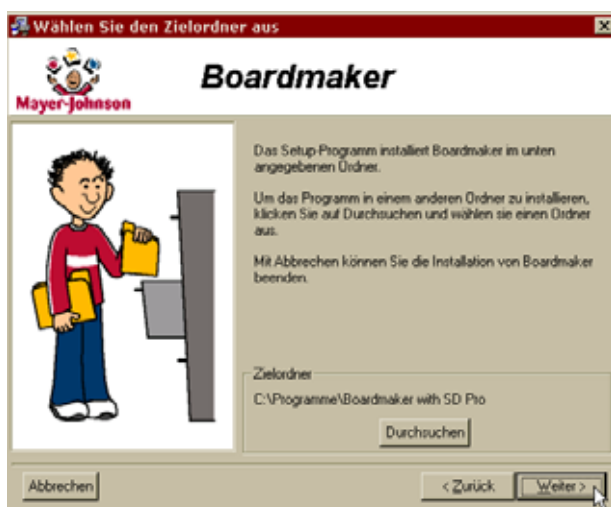 Wählen Sie den Zielordner aus
Mayer-Johnson
Boardmaker
Das Setup-Programm installiert Boardmaker im unten
angegebenen Ordner.
Um das Programm in einem anderen Ordner zu installieren,
klicken Sie auf Durchsuchen und wählen sie einen Ordner
aus.
Mit Abbrechen können Sie die Installation von Boardmaker
beenden.
Zielordner
C:\Programme\Boardmaker with SD Pro
Durchsuchen
Abbrechen
< Zurück
Weiter >